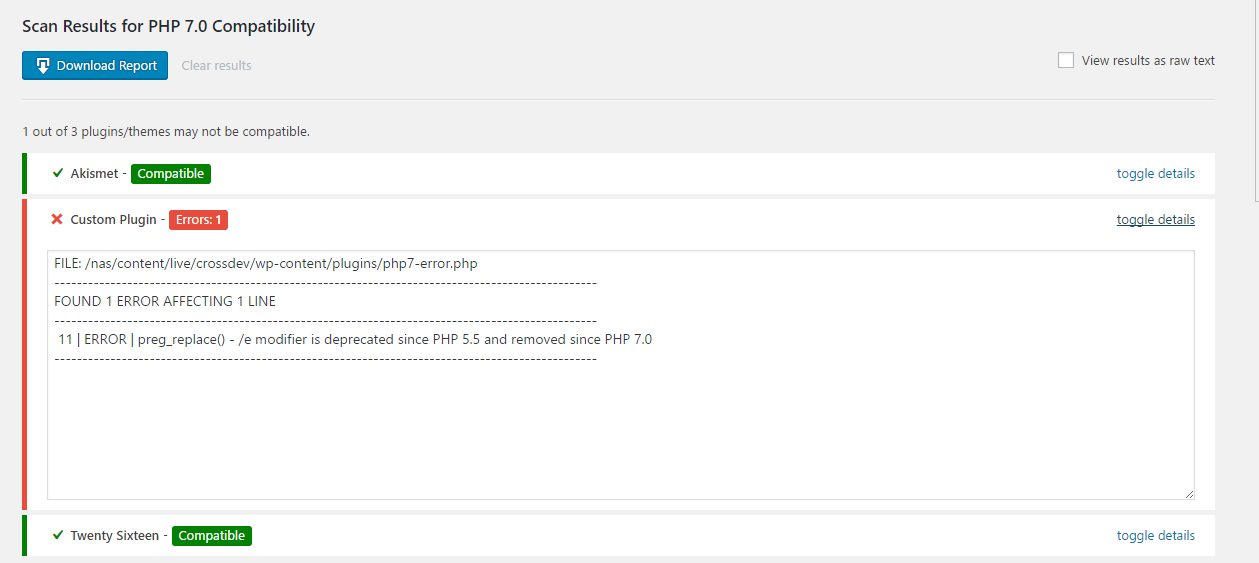 Scan Results for PHP 7.0 Compatibility
Download Report Clear results
View results as raw text
1 out of 3 plugins/themes may not be compatible.
Akismet - Compatible toggle details
Custom Plugin - Errors: 1 toggle details
FILE: /nas/content/live/crossdev/wp-content/plugins/php7-error.php
----------------------------------------------------------------------------------------------
FOUND 1 ERROR AFFECTING 1 LINE
----------------------------------------------------------------------------------------------
11 | ERROR | preg_replace() - /e modifier is deprecated since PHP 5.5 and removed since PHP 7.0
----------------------------------------------------------------------------------------------
Twenty Sixteen - Compatible toggle details